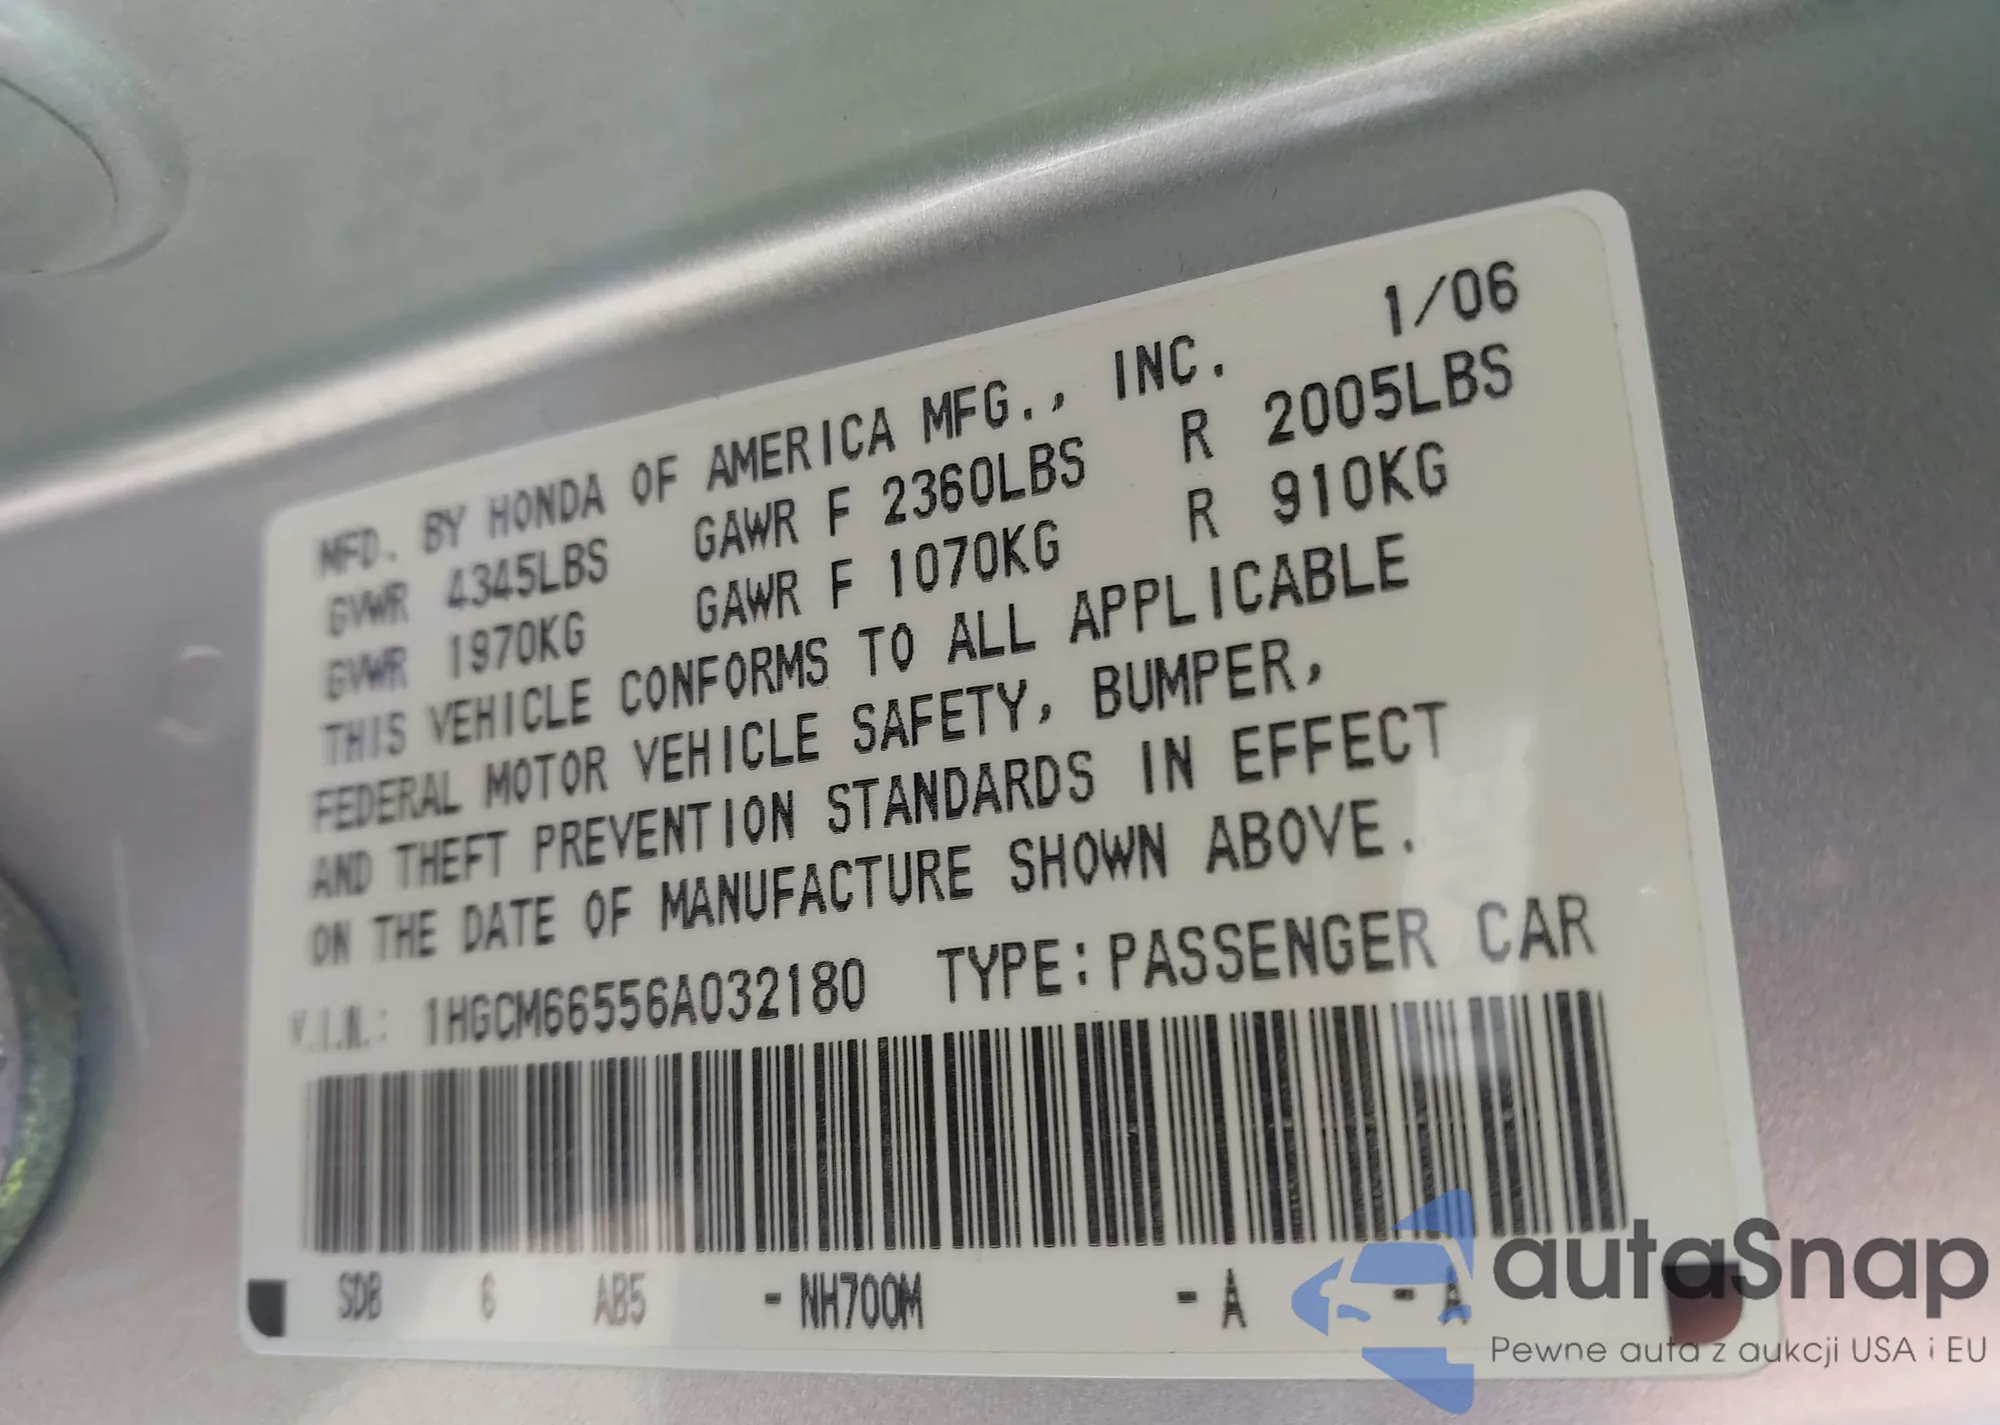 MFD. BY HONDA OF AMERICA MFG., INC. 1/06
GVWR 4345LBS GAWR F 2360LBS R 2005LBS
GVWR 1970KG GAWR F 1070KG R 910KG
THIS VEHICLE CONFORMS TO ALL APPLICABLE
FEDERAL MOTOR VEHICLE SAFETY, BUMPER,
AND THEFT PREVENTION STANDARDS IN EFFECT
ON THE DATE OF MANUFACTURE SHOWN ABOVE.
V.I.N.: 1HGCM66556A032180 TYPE:PASSENGER CAR
SDB 6 AB5 -NH700M -A -A
autaSnap
Pewne auta z aukcji USA i EU